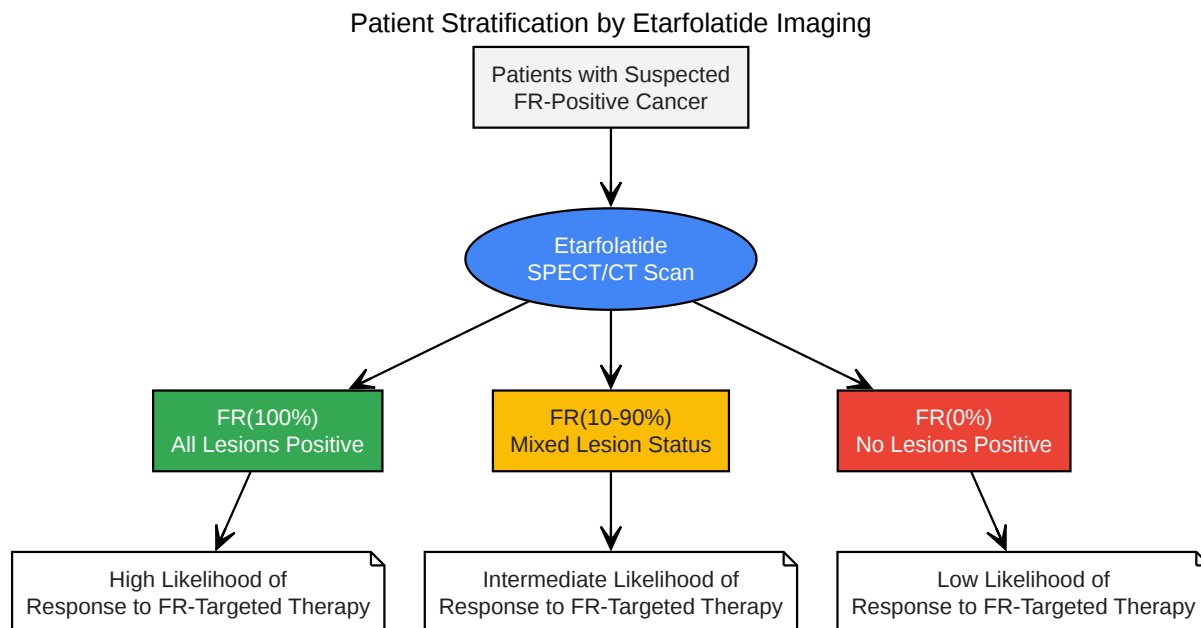 Patient Stratification by Etarfolatide Imaging
Patients with Suspected
FR-Positive Cancer
Etarfolatide
SPECT/CT Scan
FR(100%)
All Lesions Positive
FR(10-90%)
Mixed Lesion Status
FR(0%)
No Lesions Positive
High Likelihood of
Response to FR-Targeted Therapy
Intermediate Likelihood of
Response to FR-Targeted Therapy
Low Likelihood of
Response to FR-Targeted Therapy